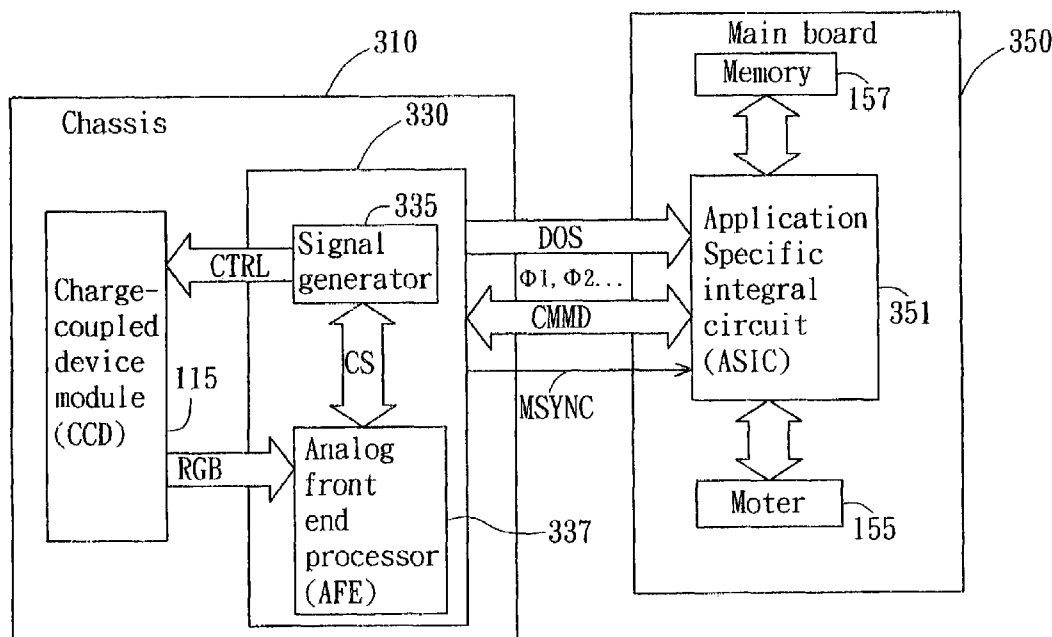 310
Chassis
330
335
Signal
generator
CTRL
Charge-
coupled
device
module
(CCD)
115
RGB
CS
Analog
front
end
processor
(AFE)
337
DOS
Φ1, Φ2...
CMMD
MSYNC
Main board
350
Memory
157
Application
Specific
integral
circuit
(ASIC)
351
Moter
155